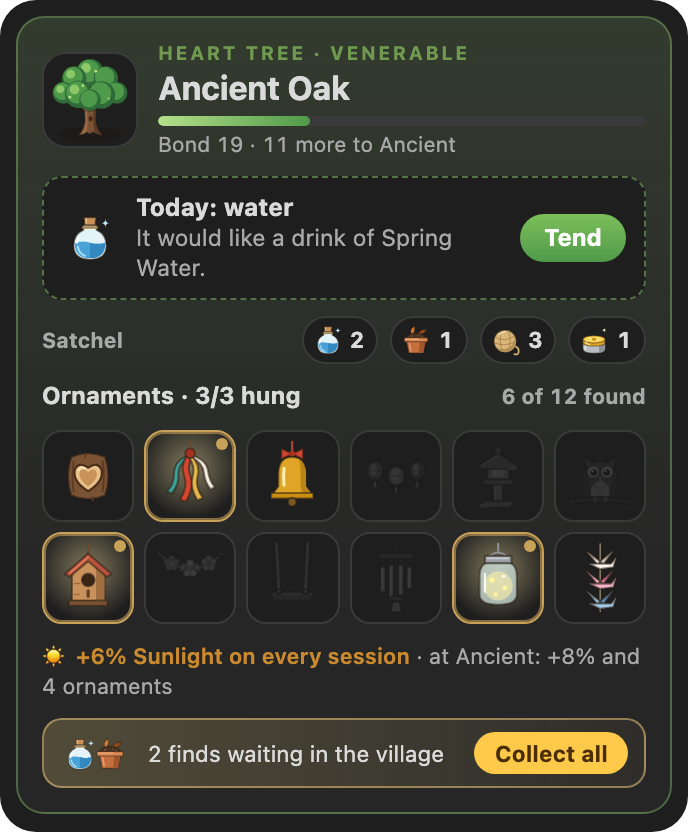 HEART TREE · VENERABLE
Ancient Oak
Bond 19 · 11 more to Ancient
Today: water
It would like a drink of Spring
Water.
Tend
Satchel
2
1
3
1
Ornaments · 3/3 hung
6 of 12 found
+6% Sunlight on every session · at Ancient: +8% and
4 ornaments
2 finds waiting in the village
Collect all